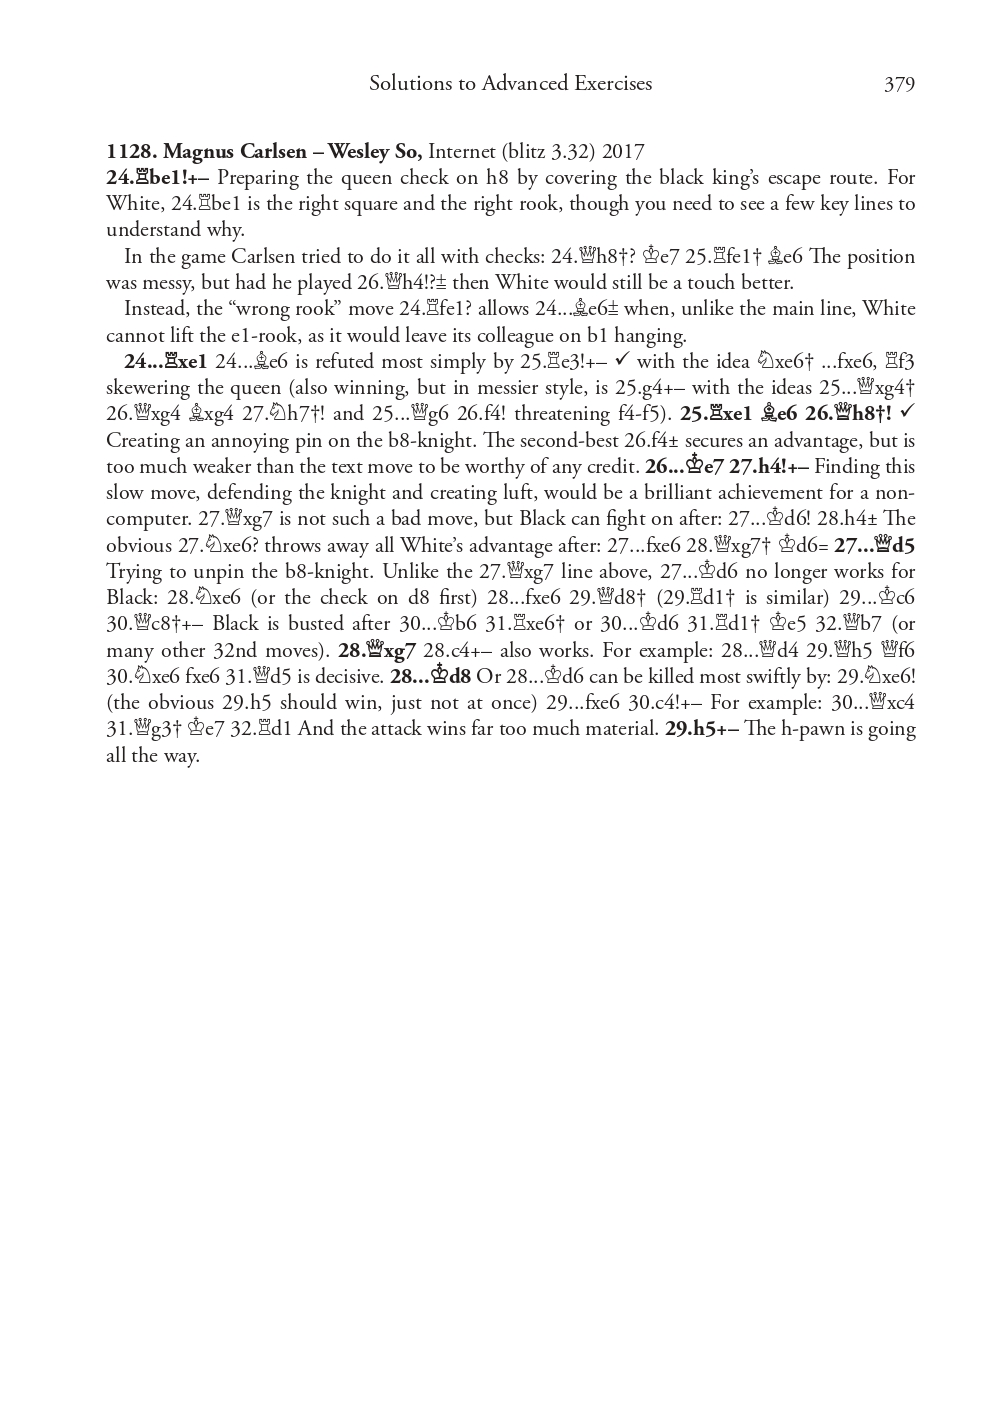 Solutions to Advanced Exercises 379
1128. Magnus Carlsen – Wesley So, Internet (blitz 3.32) 2017
24.♖be1!+– Preparing the queen check on h8 by covering the black king’s escape route. For
White, 24.♖be1 is the right square and the right rook, though you need to see a few key lines to
understand why.
In the game Carlsen tried to do it all with checks: 24.♕h8†? ♔e7 25.♖fe1† ♗e6 The position
was messy, but had he played 26.♕h4!?⩲ then White would still be a touch better.
Instead, the “wrong rook” move 24.♖fe1? allows 24...♗e6⩲ when, unlike the main line, White
cannot lift the e1-rook, as it would leave its colleague on b1 hanging.
24...♖xe1 24...♗e6 is refuted most simply by 25.♖e3!+– ✓ with the idea ♘xe6† ...fxe6, ♖f3
skewering the queen (also winning, but in messier style, is 25.g4+– with the ideas 25...♕xg4†
26.♕xg4 ♗xg4 27.♘h7†! and 25...♕g6 26.f4! threatening f4-f5). 25.♖xe1 ♗e6 26.♕h8†! ✓
Creating an annoying pin on the b8-knight. The second-best 26.f4± secures an advantage, but is
too much weaker than the text move to be worthy of any credit. 26...♔e7 27.h4!+– Finding this
slow move, defending the knight and creating luft, would be a brilliant achievement for a non-
computer. 27.♕xg7 is not such a bad move, but Black can fight on after: 27...♔d6! 28.h4± The
obvious 27.♘xe6? throws away all White’s advantage after: 27...fxe6 28.♕xg7† ♔d6= 27...♕d5
Trying to unpin the b8-knight. Unlike the 27.♕xg7 line above, 27...♔d6 no longer works for
Black: 28.♘xe6 (or the check on d8 first) 28...fxe6 29.♕d8† (29.♖d1† is similar) 29...♔c6
30.♕c8†+– Black is busted after 30...♔b6 31.♖xe6† or 30...♔d6 31.♖d1† ♔e5 32.♕b7 (or
many other 32nd moves). 28.♕xg7 28.c4+– also works. For example: 28...♕d4 29.♕h5 ♕f6
30.♘xe6 fxe6 31.♕d5 is decisive. 28...♔d8 Or 28...♔d6 can be killed most swiftly by: 29.♘xe6!
(the obvious 29.h5 should win, just not at once) 29...fxe6 30.c4!+– For example: 30...♕xc4
31.♕g3† ♔e7 32.♖d1 And the attack wins far too much material. 29.h5+– The h-pawn is going
all the way.